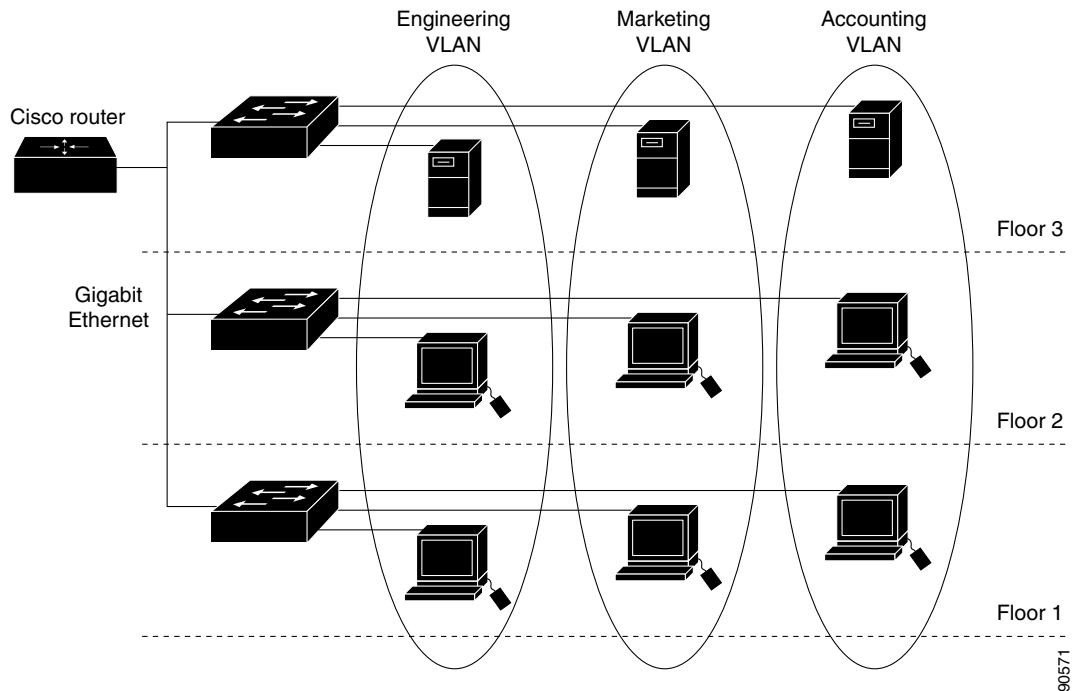 Engineering
VLAN
Marketing
VLAN
Accounting
VLAN
Cisco router
Floor 3
Gigabit
Ethernet
Floor 2
Floor 1
90571